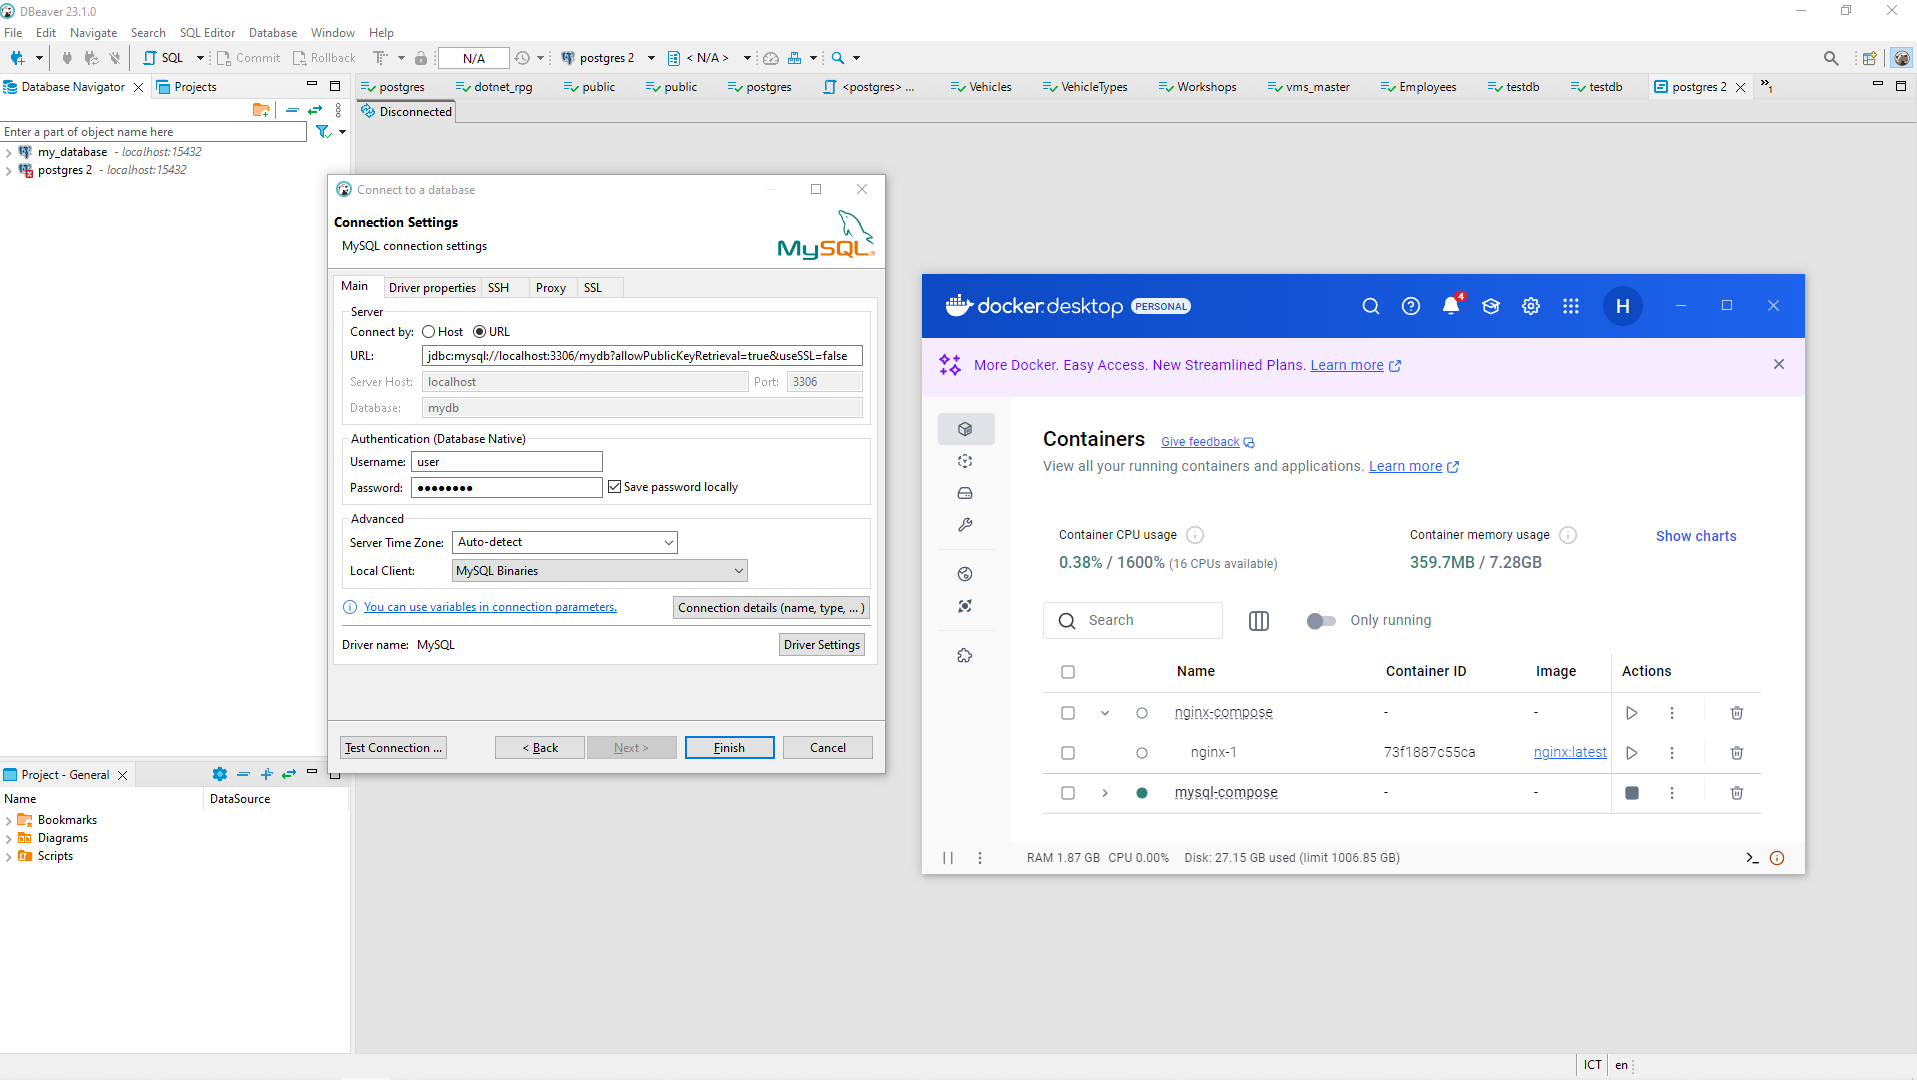 DBeaver 23.1.0
File Edit Navigate Search SQL Editor Database Window Help
SQL Commit Rollback N/A postgres 2 < N/A >
Database Navigator Projects
postgres dotnet_rpg public public postgres <postgres> ... Vehicles VehicleTypes Workshops vms_master Employees testdb testdb postgres 2 »1
Disconnected
Enter a part of object name here
my_database - localhost:15432
postgres 2 - localhost:15432
Connect to a database
Connection Settings
MySQL connection settings
MySQL
Main Driver properties SSH Proxy SSL
Server
Connect by: Host URL
URL: jdbc:mysql://localhost:3306/mydb?allowPublicKeyRetrieval=true&useSSL=false
Server Host: localhost Port: 3306
Database: mydb
Authentication (Database Native)
Username: user
Password: ●●●●●●●● Save password locally
Advanced
Server Time Zone: Auto-detect
Local Client: MySQL Binaries
You can use variables in connection parameters. Connection details (name, type, ... )
Driver name: MySQL Driver Settings
Test Connection ... < Back Next > Finish Cancel
docker.desktop PERSONAL 4 H
More Docker. Easy Access. New Streamlined Plans. Learn more
Containers Give feedback
View all your running containers and applications. Learn more
Container CPU usage
0.38% / 1600% (16 CPUs available)
Container memory usage
359.7MB / 7.28GB
Show charts
Search Only running
Name Container ID Image Actions
nginx-compose - -
nginx-1 73f1887c55ca nginx:latest
mysql-compose - -
RAM 1.87 GB CPU 0.00% Disk: 27.15 GB used (limit 1006.85 GB)
Project - General
Name DataSource
Bookmarks
Diagrams
Scripts
ICT en